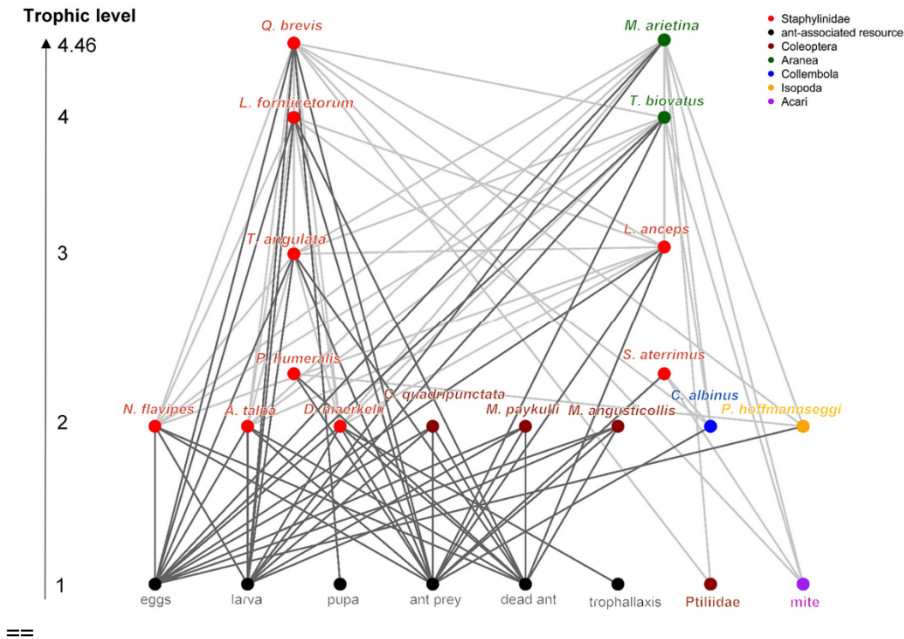 Trophic level
4.46
4
3
2
1
Q. brevis
M. arietina
L. formicetorum
T. biovatus
T. angulata
L. anceps
P. humeralis
S. aterrimus
N. flavipes
A. talpa
D. maerkelii
C. quadripunctata
M. paykulli
M. angusticollis
C. albinus
P. hoffmannseggi
eggs
larva
pupa
ant prey
dead ant
trophallaxis
Ptiliidae
mite
Staphylinidae
ant-associated resource
Coleoptera
Aranea
Collembola
Isopoda
Acari
==